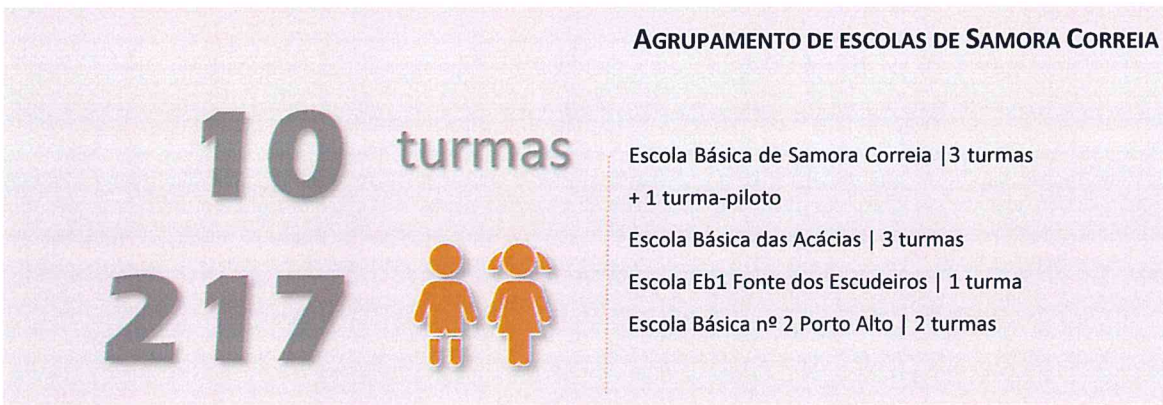 AGRUPAMENTO DE ESCOLAS DE SAMORA CORREIA
10 turmas
217
Escola Básica de Samora Correia |3 turmas
+ 1 turma-piloto
Escola Básica das Acácias | 3 turmas
Escola Eb1 Fonte dos Escudeiros | 1 turma
Escola Básica nº 2 Porto Alto | 2 turmas